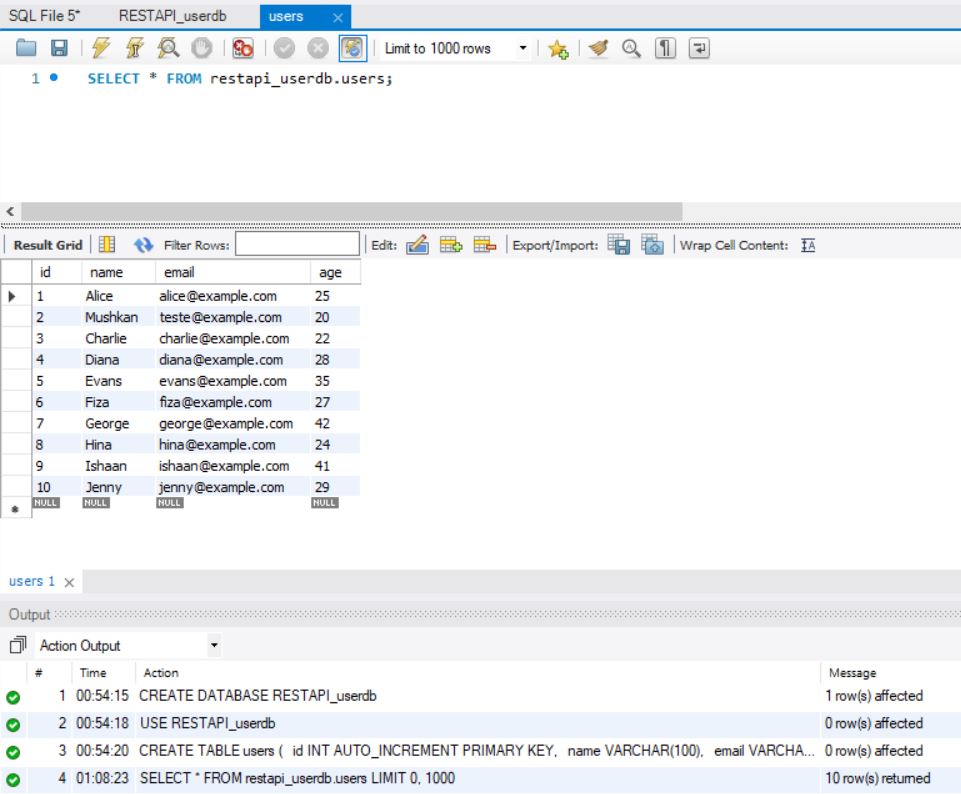 SQL File 5* RESTAPI_userdb users
Limit to 1000 rows
1 SELECT * FROM restapi_userdb.users;
Result Grid Filter Rows: Edit: Export/Import: Wrap Cell Content:
id name email age
1 Alice alice@example.com 25
2 Mushkan teste@example.com 20
3 Charlie charlie@example.com 22
4 Diana diana@example.com 28
5 Evans evans@example.com 35
6 Fiza fiza@example.com 27
7 George george@example.com 42
8 Hina hina@example.com 24
9 Ishaan ishaan@example.com 41
10 Jenny jenny@example.com 29
NULL NULL NULL NULL
users 1
Output
Action Output
# Time Action Message
1 00:54:15 CREATE DATABASE RESTAPI_userdb 1 row(s) affected
2 00:54:18 USE RESTAPI_userdb 0 row(s) affected
3 00:54:20 CREATE TABLE users ( id INT AUTO_INCREMENT PRIMARY KEY, name VARCHAR(100), email VARCHA... 0 row(s) affected
4 01:08:23 SELECT * FROM restapi_userdb.users LIMIT 0, 1000 10 row(s) returned